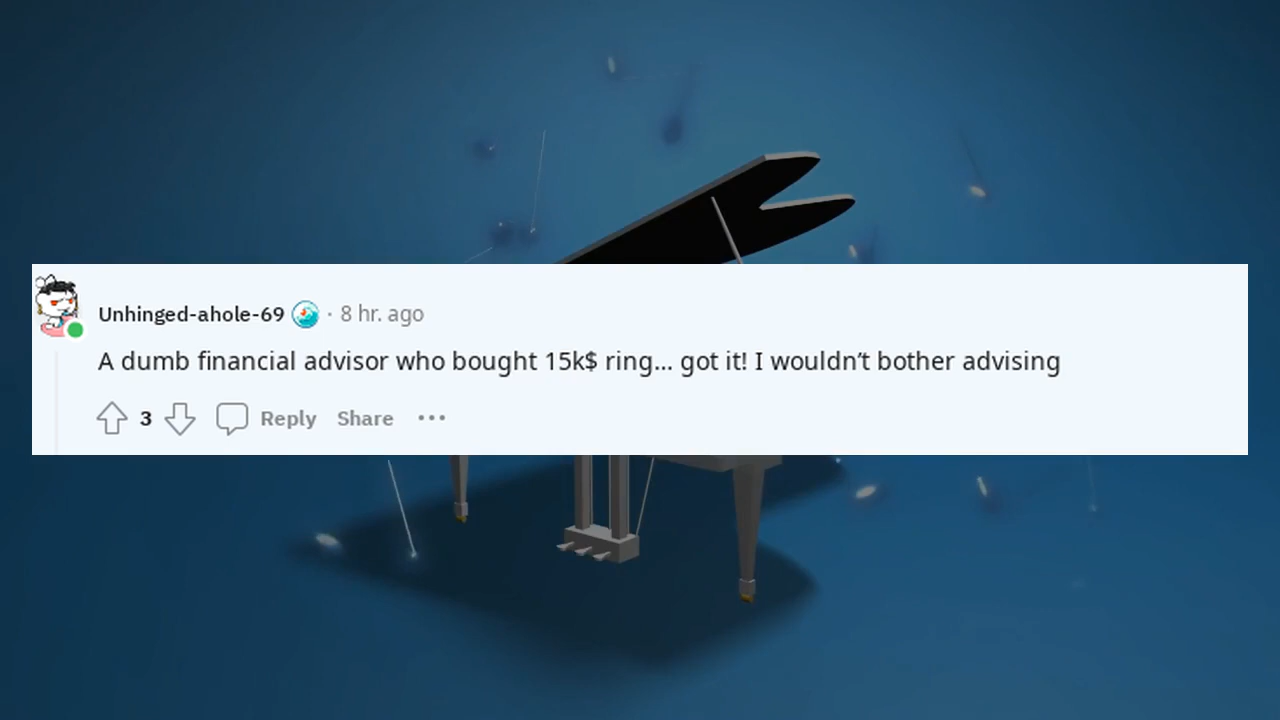 Unhinged-ahole-69 · 8 hr. ago
A dumb financial advisor who bought 15k$ ring... got it! I wouldn’t bother advising
3 Reply Share ···